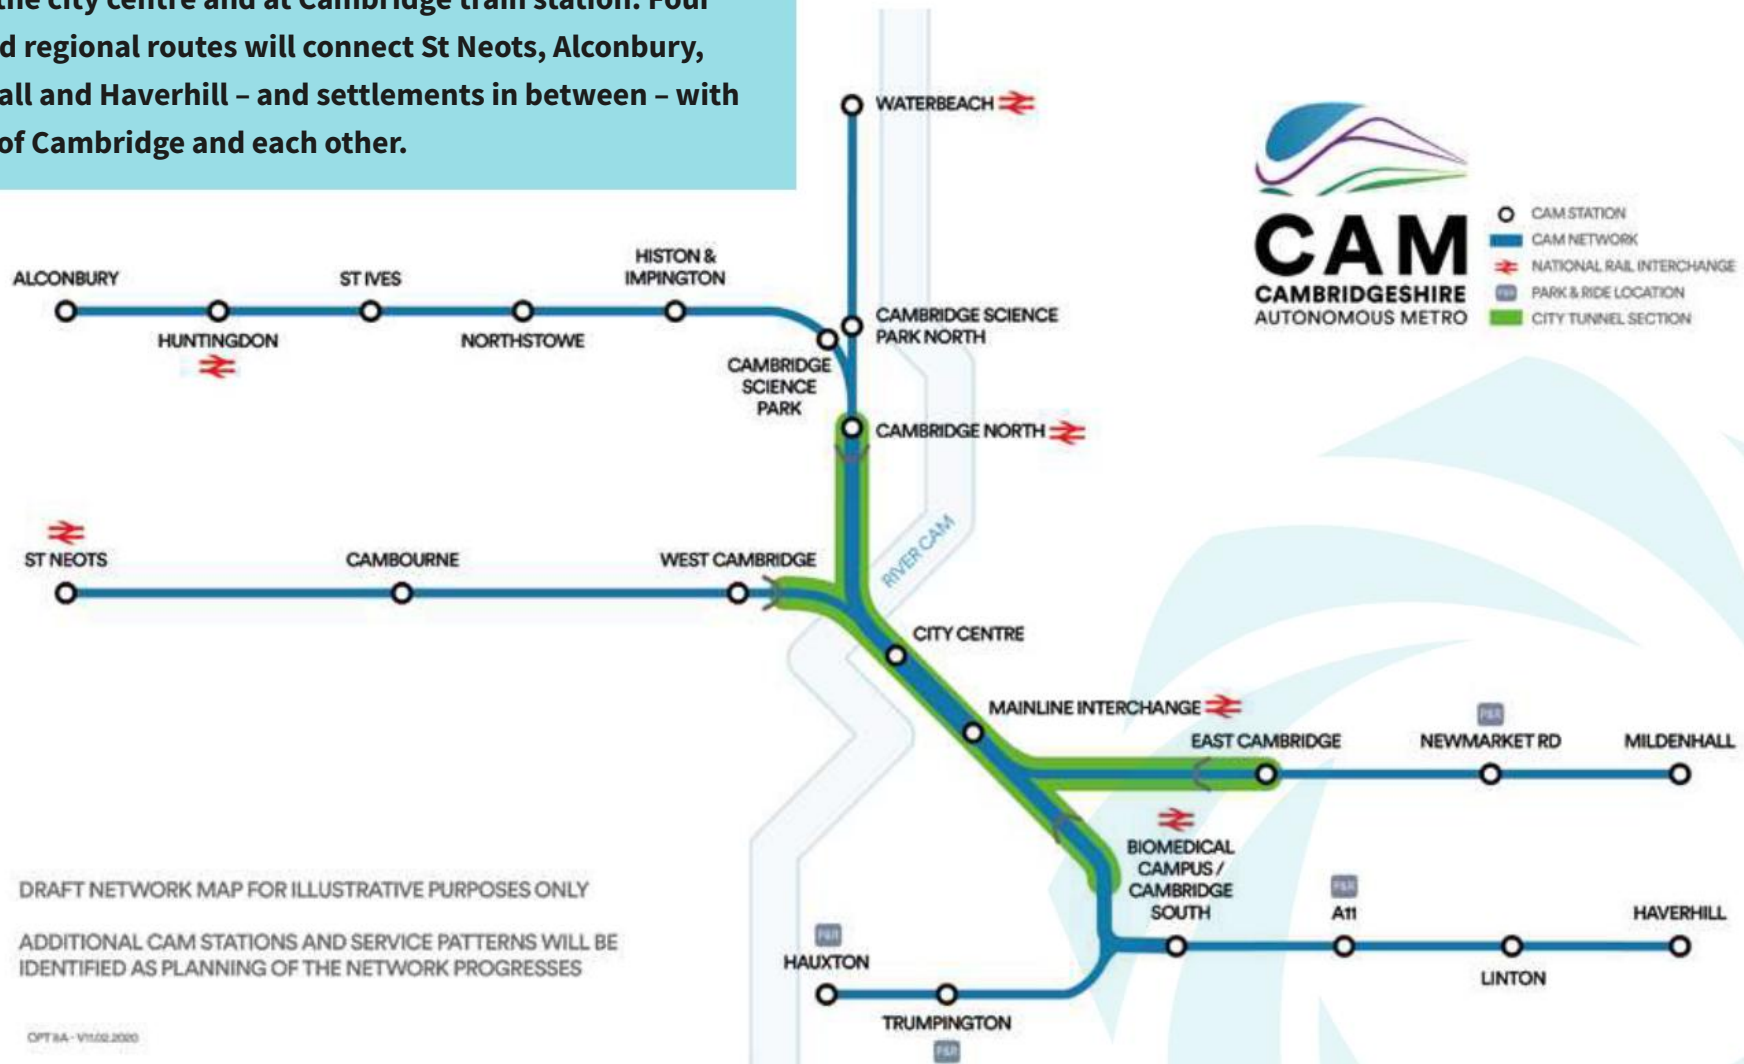 the city centre and at Cambridge train station. Four
d regional routes will connect St Neots, Alconbury,
all and Haverhill – and settlements in between – with
of Cambridge and each other.
WATERBEACH
CAM
CAMBRIDGESHIRE
AUTONOMOUS METRO
CAM STATION
CAM NETWORK
NATIONAL RAIL INTERCHANGE
P&R PARK & RIDE LOCATION
CITY TUNNEL SECTION
ALCONBURY
HUNTINGDON
ST IVES
NORTHSTOWE
HISTON &
IMPINGTON
CAMBRIDGE SCIENCE
PARK NORTH
CAMBRIDGE
SCIENCE
PARK
CAMBRIDGE NORTH
RIVER CAM
ST NEOTS
CAMBOURNE
WEST CAMBRIDGE
CITY CENTRE
MAINLINE INTERCHANGE
EAST CAMBRIDGE
P&R
NEWMARKET RD
MILDENHALL
BIOMEDICAL
CAMPUS /
CAMBRIDGE
SOUTH
P&R
A11
LINTON
HAVERHILL
P&R
HAUXTON
TRUMPINGTON
P&R
DRAFT NETWORK MAP FOR ILLUSTRATIVE PURPOSES ONLY
ADDITIONAL CAM STATIONS AND SERVICE PATTERNS WILL BE
IDENTIFIED AS PLANNING OF THE NETWORK PROGRESSES